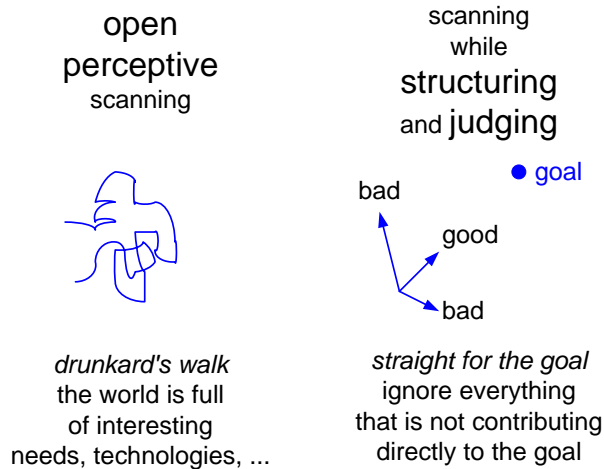 open
perceptive
scanning
drunkard's walk
the world is full
of interesting
needs, technologies, ...
scanning
while
structuring
and judging
goal
bad
good
bad
straight for the goal
ignore everything
that is not contributing
directly to the goal